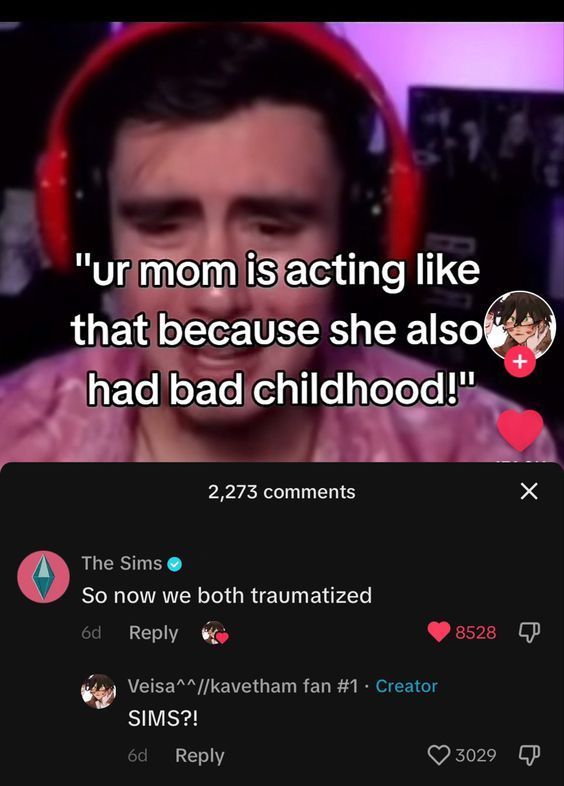 "ur mom is acting like
that because she also
had bad childhood!"
2,273 comments
The Sims
So now we both traumatized
6d Reply 8528
Veisa^^//kavetham fan #1 · Creator
SIMS?!
6d Reply 3029